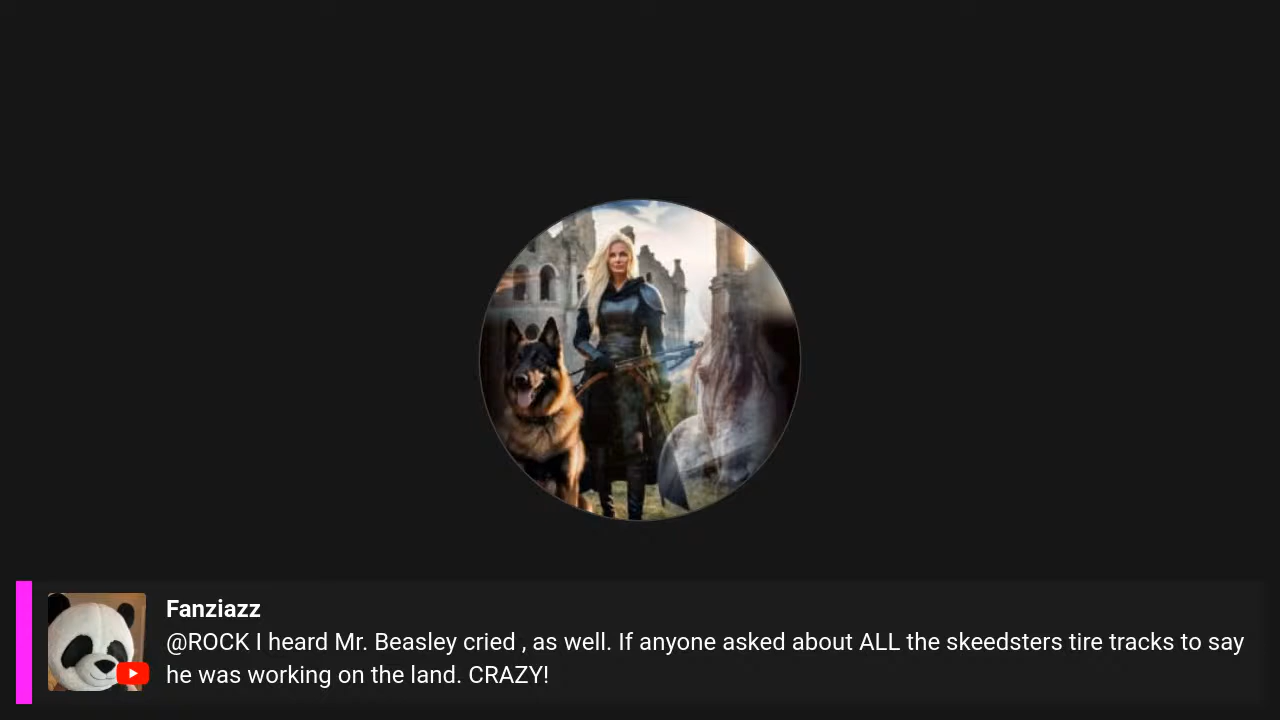 Fanziazz
@ROCK I heard Mr. Beasley cried , as well. If anyone asked about ALL the skeedsters tire tracks to say
he was working on the land. CRAZY!